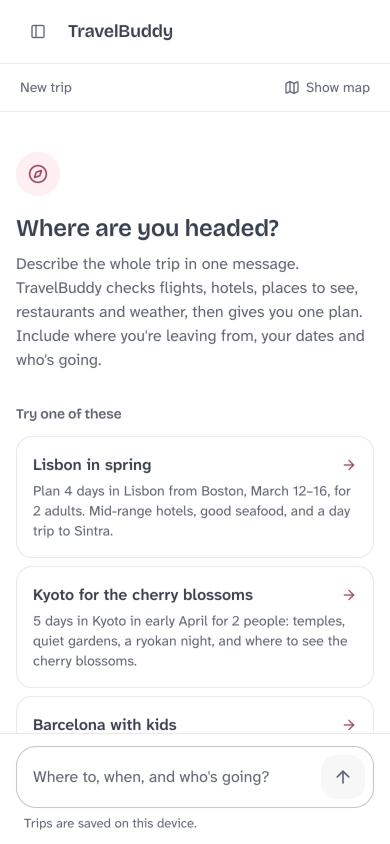 TravelBuddy
New trip
Show map
Where are you headed?
Describe the whole trip in one message.
TravelBuddy checks flights, hotels, places to see,
restaurants and weather, then gives you one plan.
Include where you're leaving from, your dates and
who's going.
Try one of these
Lisbon in spring
Plan 4 days in Lisbon from Boston, March 12–16, for
2 adults. Mid-range hotels, good seafood, and a day
trip to Sintra.
Kyoto for the cherry blossoms
5 days in Kyoto in early April for 2 people: temples,
quiet gardens, a ryokan night, and where to see the
cherry blossoms.
Barcelona with kids
Where to, when, and who's going?
Trips are saved on this device.